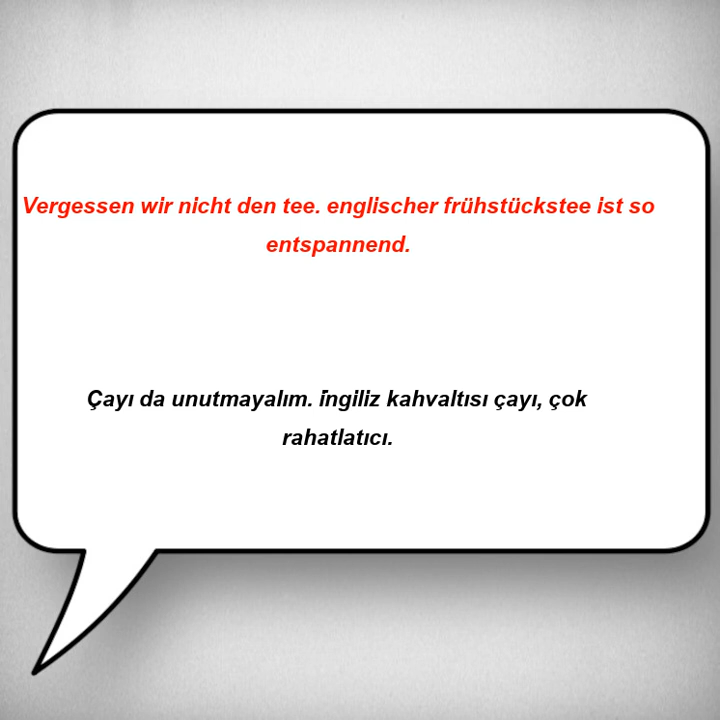 Vergessen wir nicht den tee. englischer frühstückstee ist so
entspannend.
Çayı da unutmayalım. i̇ngiliz kahvaltısı çayı, çok
rahatlatıcı.